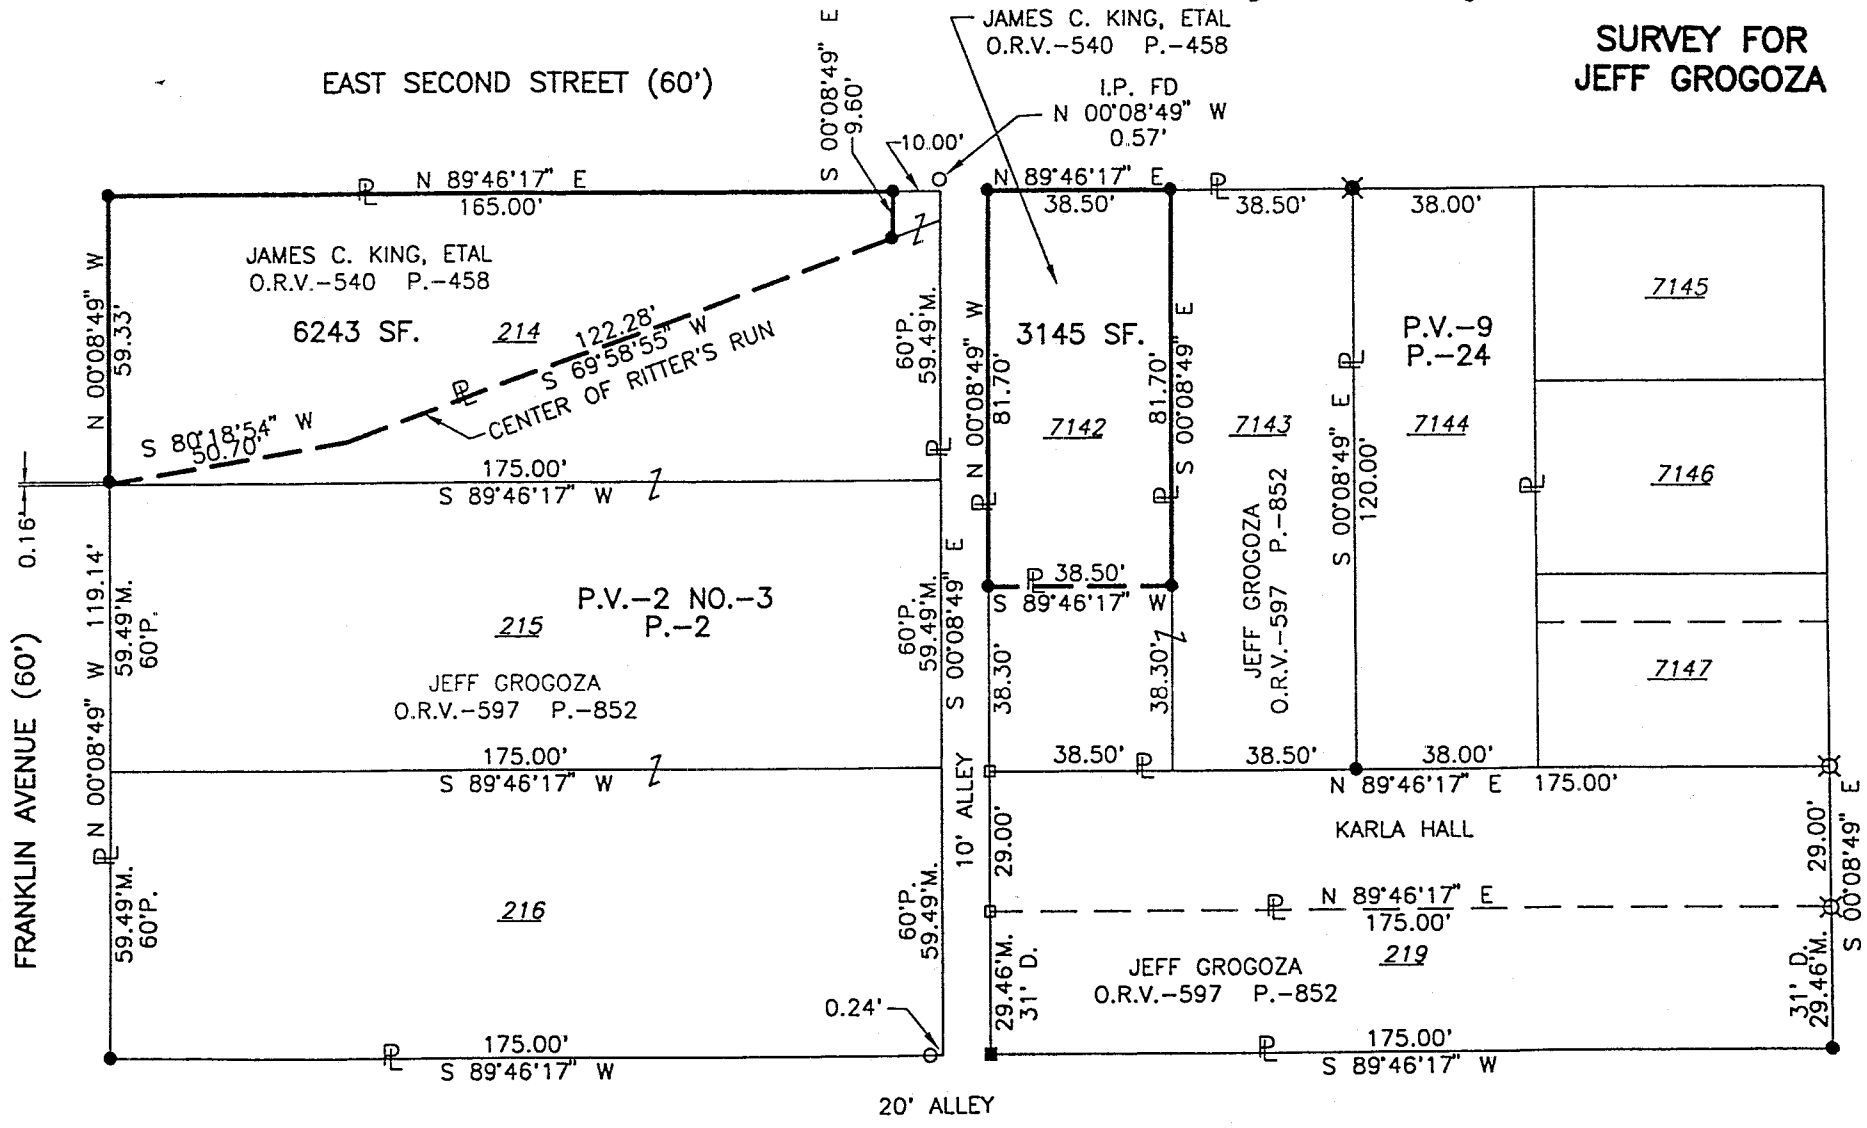 SURVEY FOR
JEFF GROGOZA
EAST SECOND STREET (60')
JAMES C. KING, ETAL
O.R.V.-540 P.-458
I.P. FD
N 00°08'49" W
0.57'
S 00°08'49" E
9.60'
10.00'
N 89°46'17" E
165.00'
N 00°08'49" W
59.33'
JAMES C. KING, ETAL
O.R.V.-540 P.-458
6243 SF.
214
122.28'
S 69°58'55" W
CENTER OF RITTER'S RUN
S 80°18'54" W
50.70'
60'P.
59.49'M.
175.00'
S 89°46'17" W
0.16'
FRANKLIN AVENUE (60')
N 00°08'49" W 119.14'
59.49'M.
60'P.
P.V.-2 NO.-3
P.-2
215
JEFF GROGOZA
O.R.V.-597 P.-852
60'P.
59.49'M.
S 00°08'49" E
175.00'
S 89°46'17" W
59.49'M.
60'P.
216
60'P.
59.49'M.
10' ALLEY
0.24'
175.00'
S 89°46'17" W
20' ALLEY
N 89°46'17" E
38.50'
38.50'
38.00'
N 00°08'49" W
81.70'
3145 SF.
7142
81.70'
S 00°08'49" E
7143
JEFF GROGOZA
O.R.V.-597 P.-852
S 00°08'49" E
120.00'
P.V.-9
P.-24
7144
7145
7146
7147
38.50'
S 89°46'17" W
38.30'
38.30'
38.50'
38.50'
38.00'
N 89°46'17" E 175.00'
KARLA HALL
29.00'
29.00'
S 00°08'49" E
N 89°46'17" E
175.00'
219
JEFF GROGOZA
O.R.V.-597 P.-852
29.46'M.
31' D.
31' D.
29.46'M.
175.00'
S 89°46'17" W